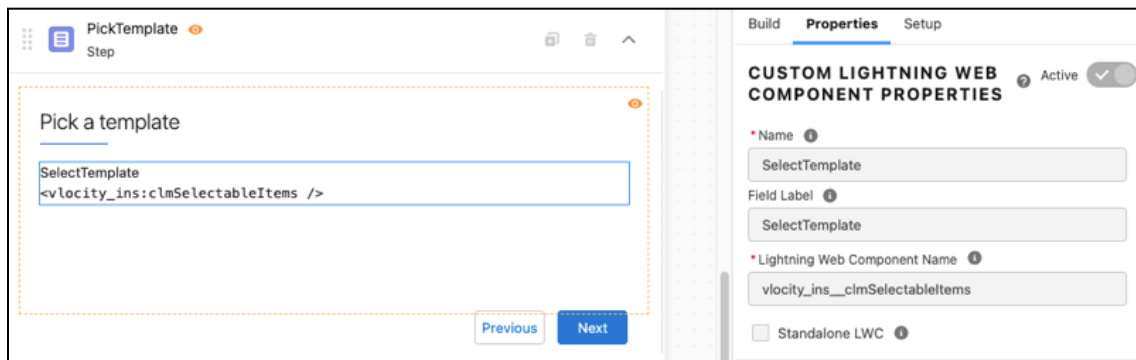 PickTemplate
Step
Pick a template
SelectTemplate
<vlocity_ins:clmSelectableItems />
Previous
Next
Build Properties Setup
CUSTOM LIGHTNING WEB
COMPONENT PROPERTIES
Active
*Name
SelectTemplate
Field Label
SelectTemplate
*Lightning Web Component Name
vlocity_ins__clmSelectableItems
Standalone LWC